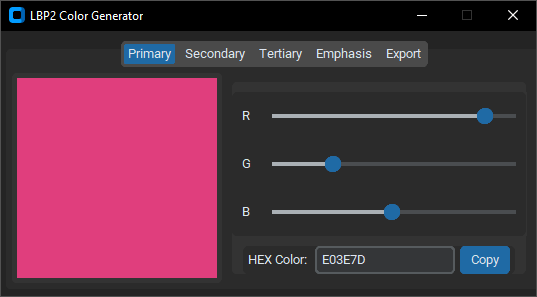 LBP2 Color Generator
Primary Secondary Tertiary Emphasis Export
R
G
B
HEX Color: E03E7D Copy